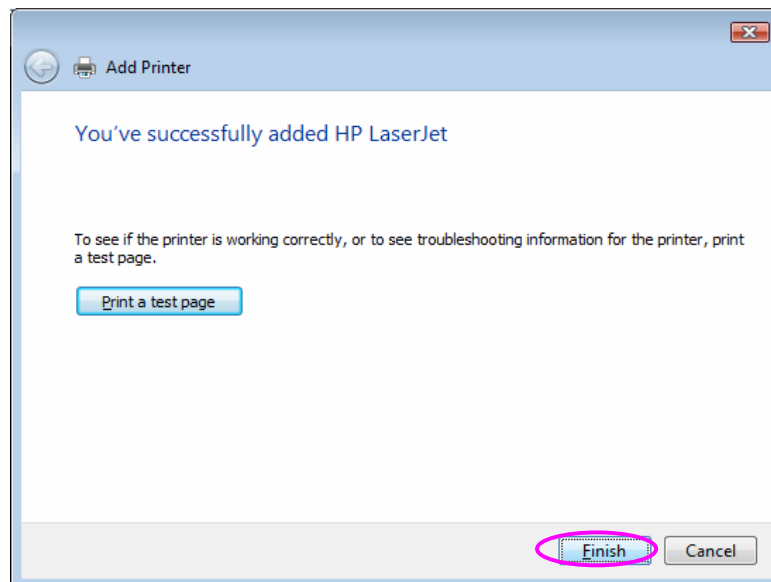 Add Printer
You've successfully added HP LaserJet
To see if the printer is working correctly, or to see troubleshooting information for the printer, print
a test page.
Print a test page
Finish Cancel